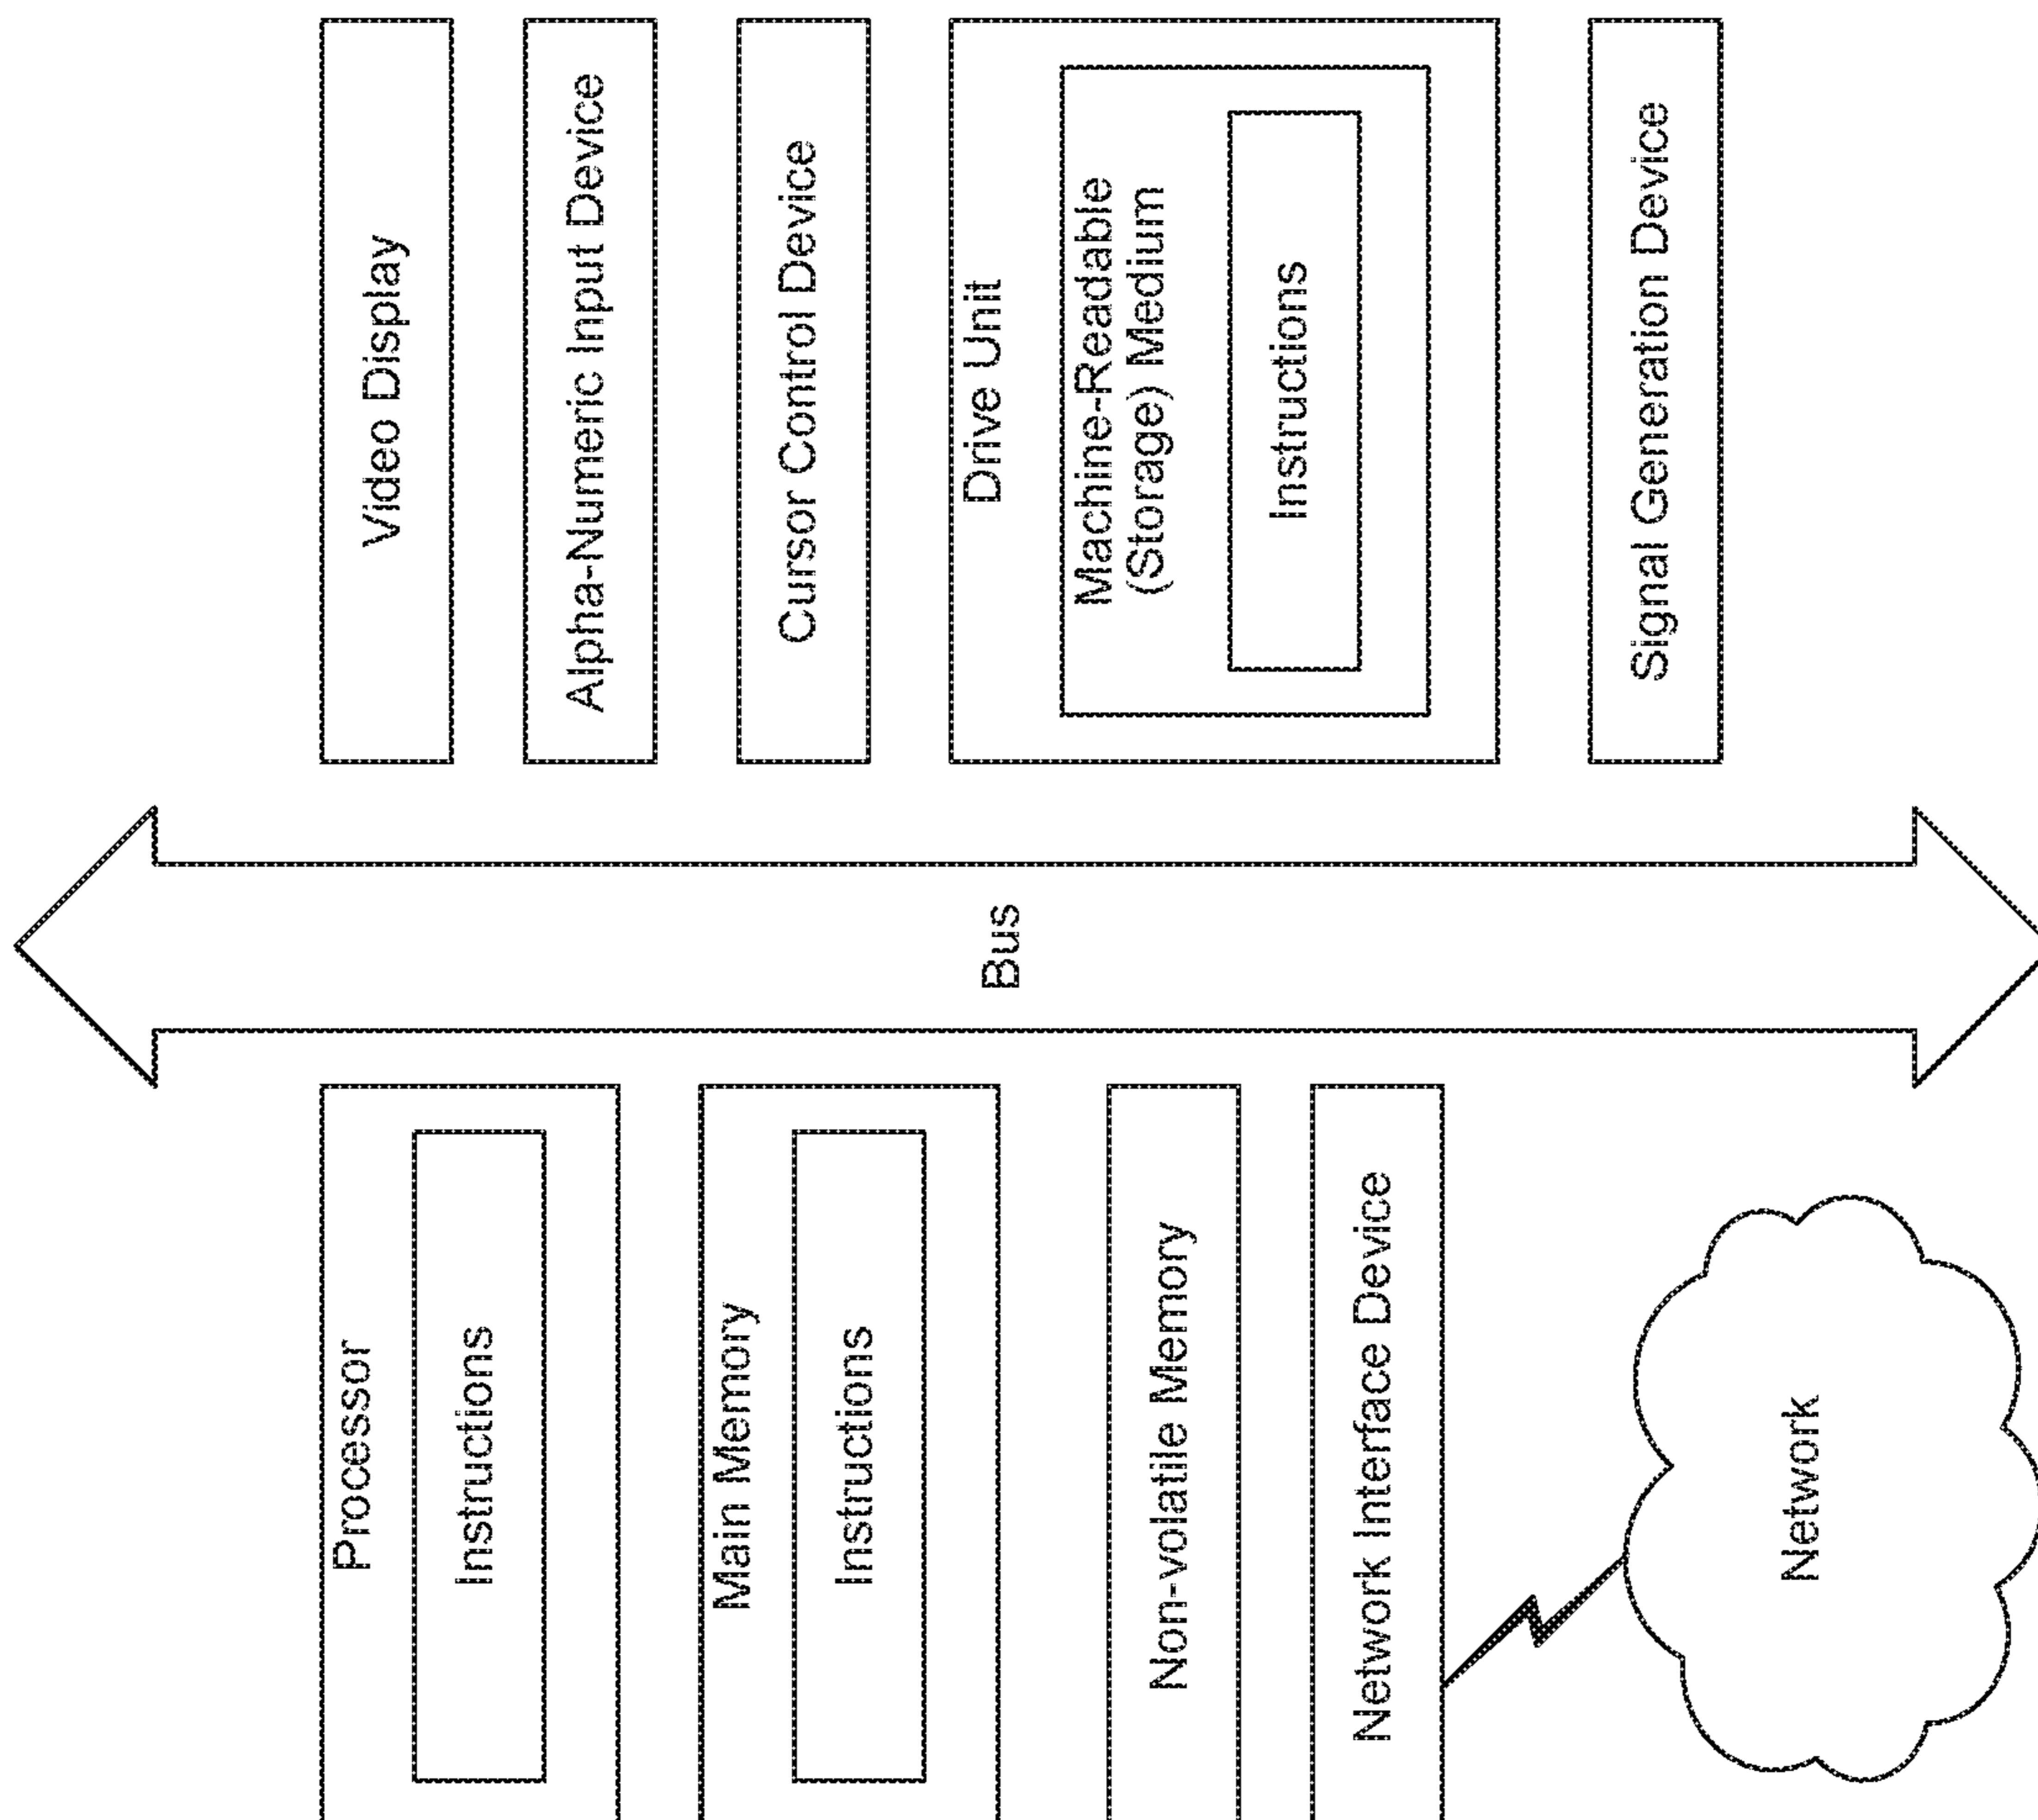 Processor
Instructions
Main Memory
Instructions
Non-volatile Memory
Network Interface Device
Network
Bus
Video Display
Alpha-Numeric Input Device
Cursor Control Device
Drive Unit
Machine-Readable
(Storage) Medium
Instructions
Signal Generation Device